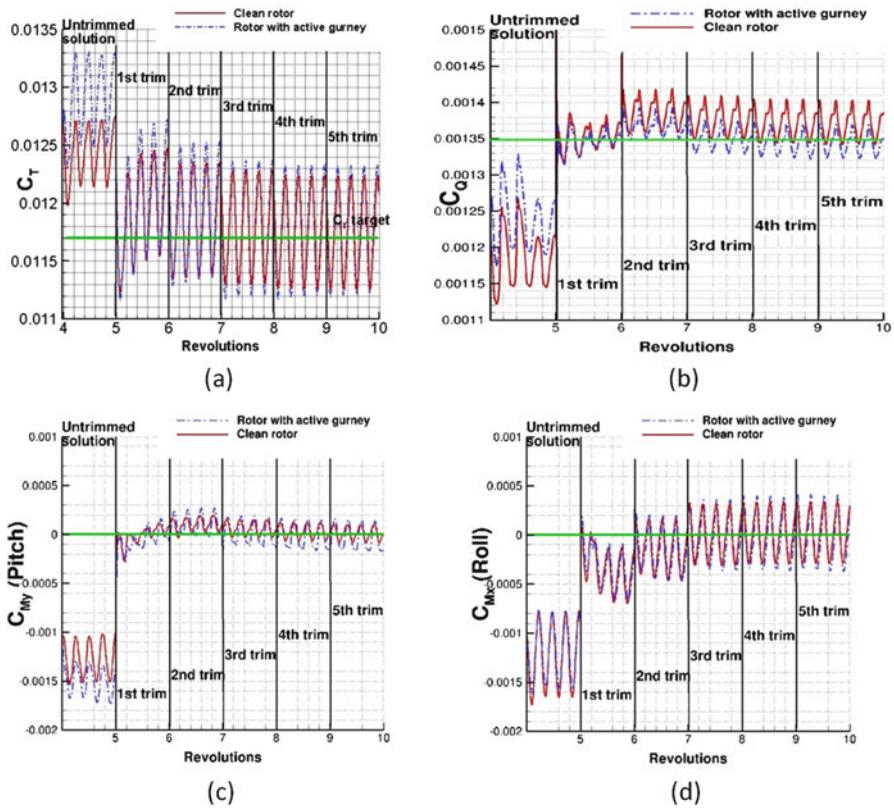 Untrimmed
solution
Clean rotor
Rotor with active gurney
0.0135
0.013
0.0125
0.012
0.0115
0.011
C_T
1st trim
2nd trim
3rd trim
4th trim
5th trim
C_T target
4 5 6 7 8 9 10
Revolutions
(a)
Untrimmed
solution
Rotor with active gurney
Clean rotor
0.0015
0.00145
0.0014
0.00135
0.0013
0.00125
0.0012
0.00115
0.0011
C_Q
1st trim
2nd trim
3rd trim
4th trim
5th trim
5 6 7 8 9 10
Revolutions
(b)
Untrimmed
solution
Rotor with active gurney
Clean rotor
0.001
0.0005
0
0.0005
-0.001
-0.0015
-0.002
C_My (Pitch)
1st trim
2nd trim
3rd trim
4th trim
5th trim
5 6 7 8 9 10
Revolutions
(c)
Untrimmed
solution
Rotor with active gurney
Clean rotor
0.001
0.0005
0
0.0005
-0.001
-0.0015
-0.002
C_Mx (Roll)
1st trim
2nd trim
3rd trim
4th trim
5th trim
5 6 7 8 9 10
Revolutions
(d)